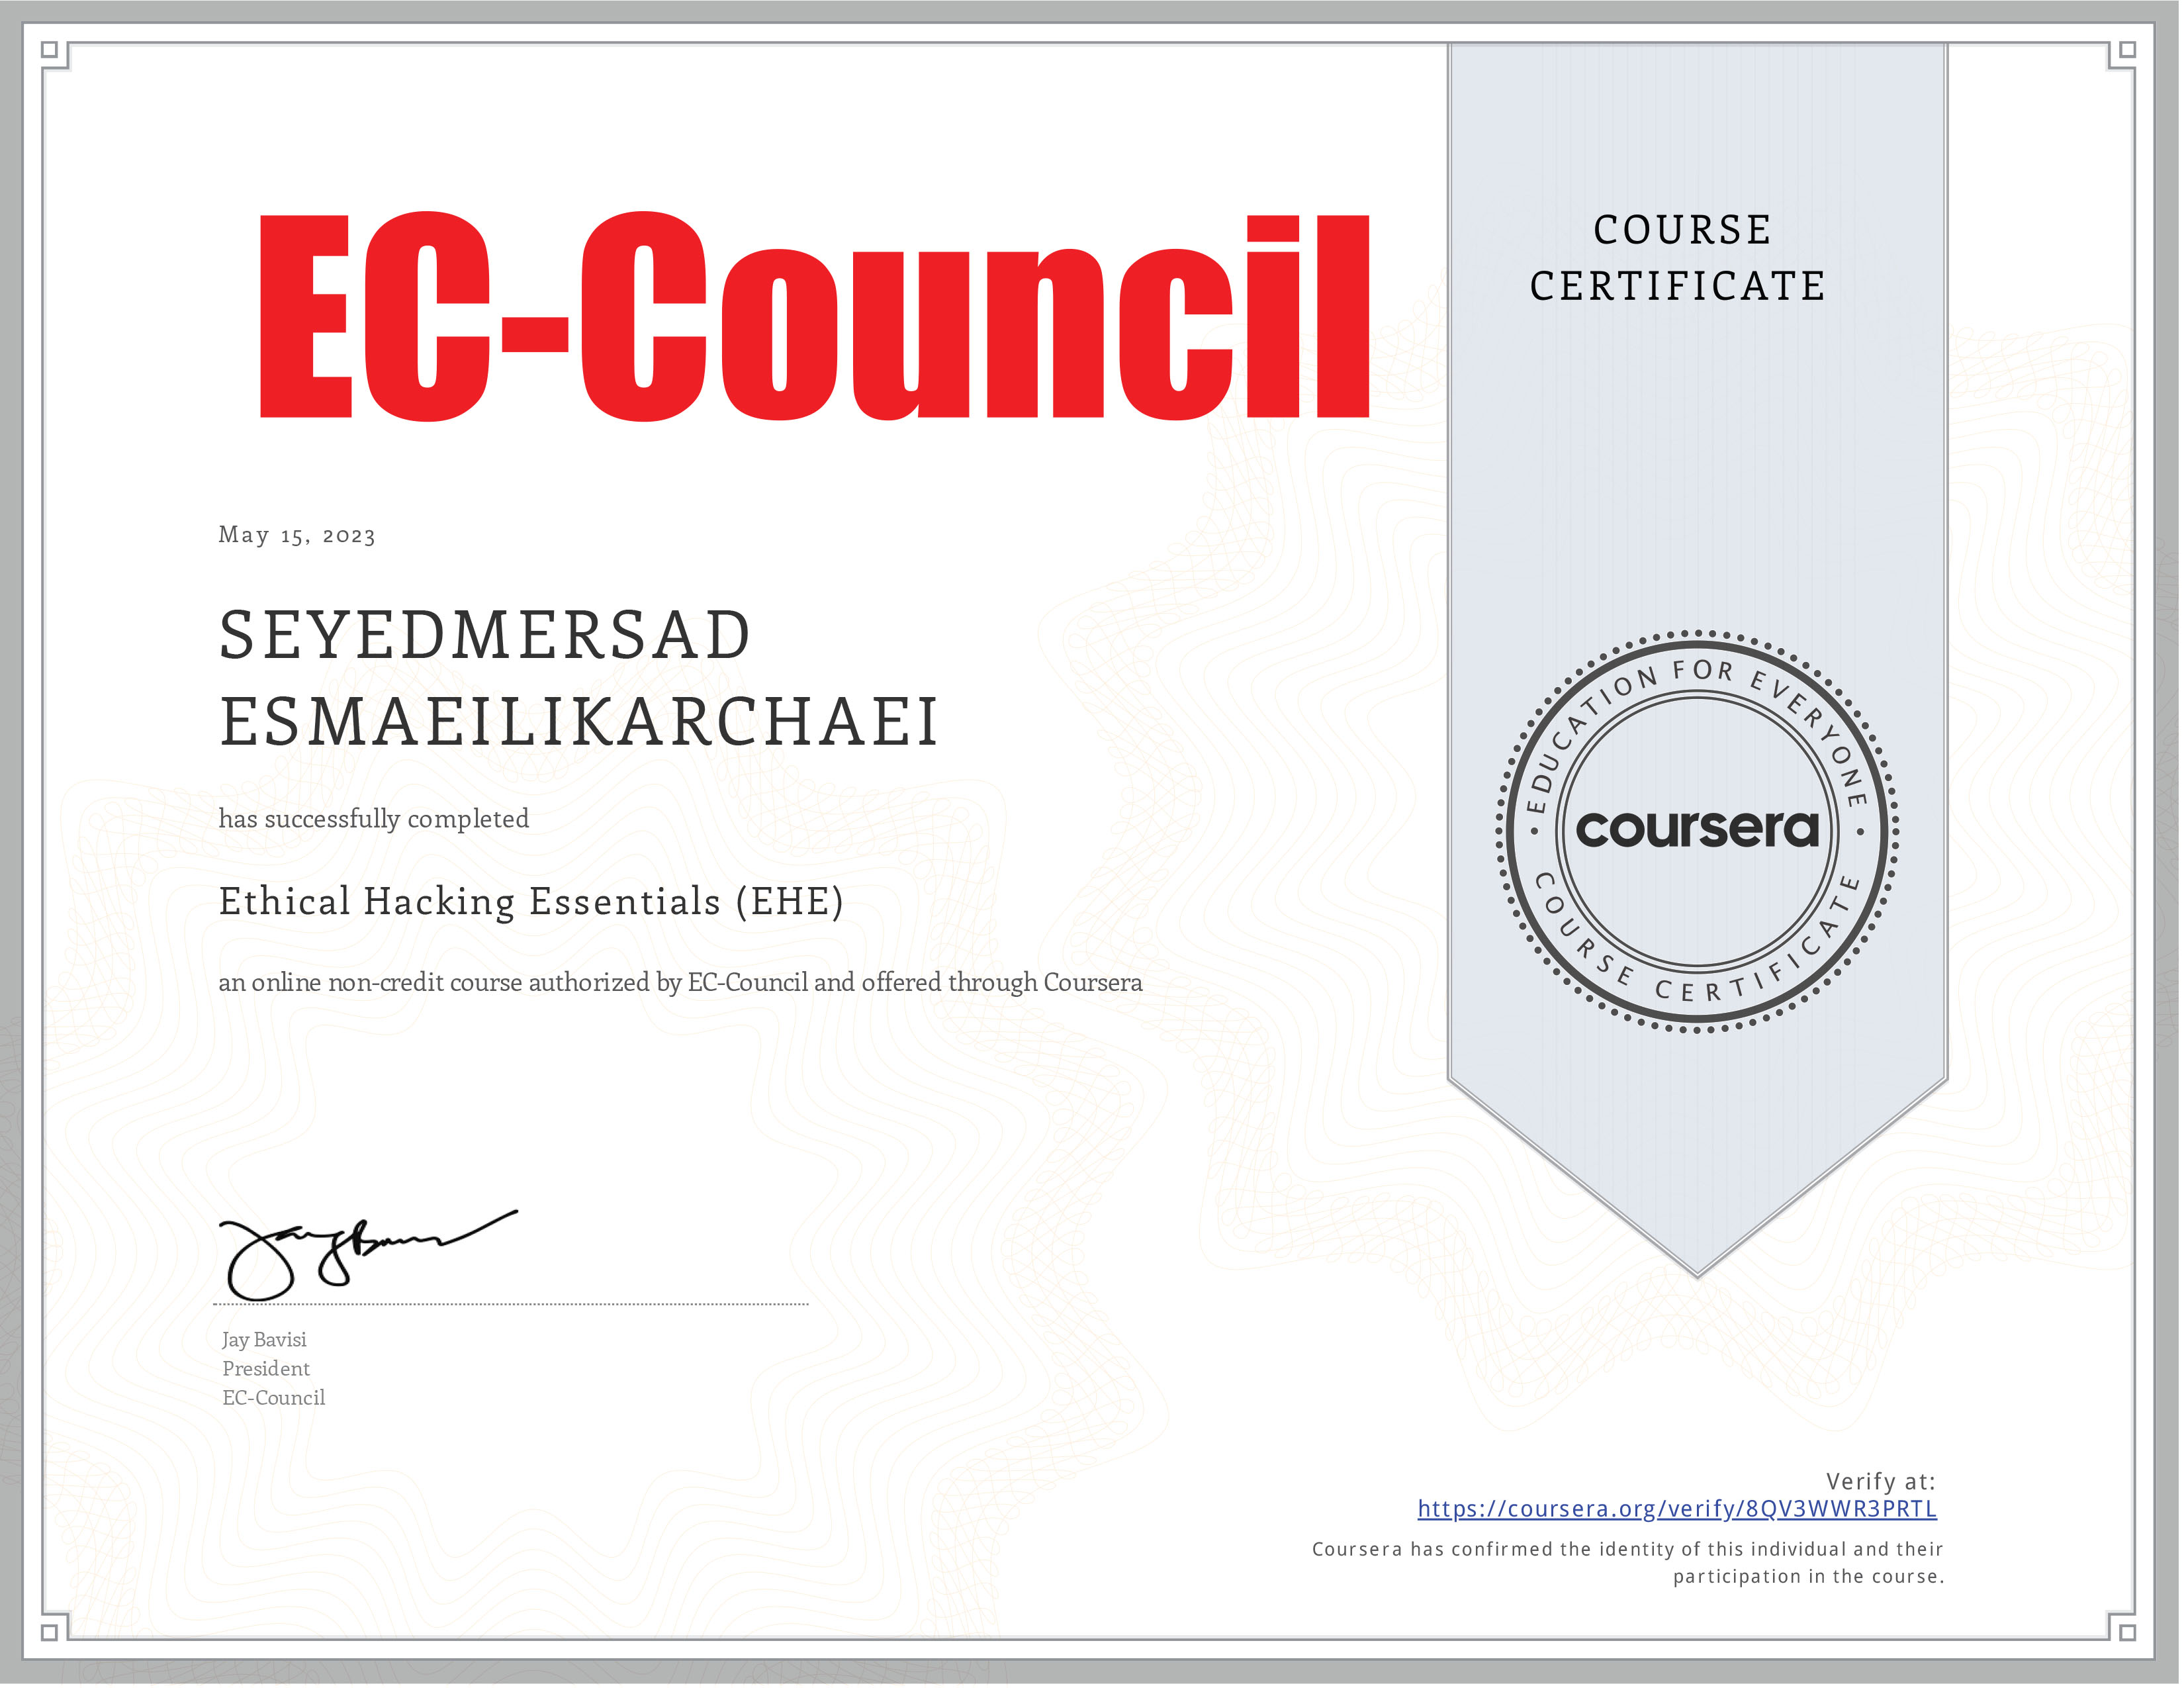 EC-Council
COURSE
CERTIFICATE
May 15, 2023
SEYEDMERSAD
ESMAEILIKARCHAEI
has successfully completed
Ethical Hacking Essentials (EHE)
an online non-credit course authorized by EC-Council and offered through Coursera
EDUCATION FOR EVERYONE
coursera
COURSE CERTIFICATE
Jay Bavisi
President
EC-Council
Verify at:
https://coursera.org/verify/8QV3WWR3PRTL
Coursera has confirmed the identity of this individual and their
participation in the course.